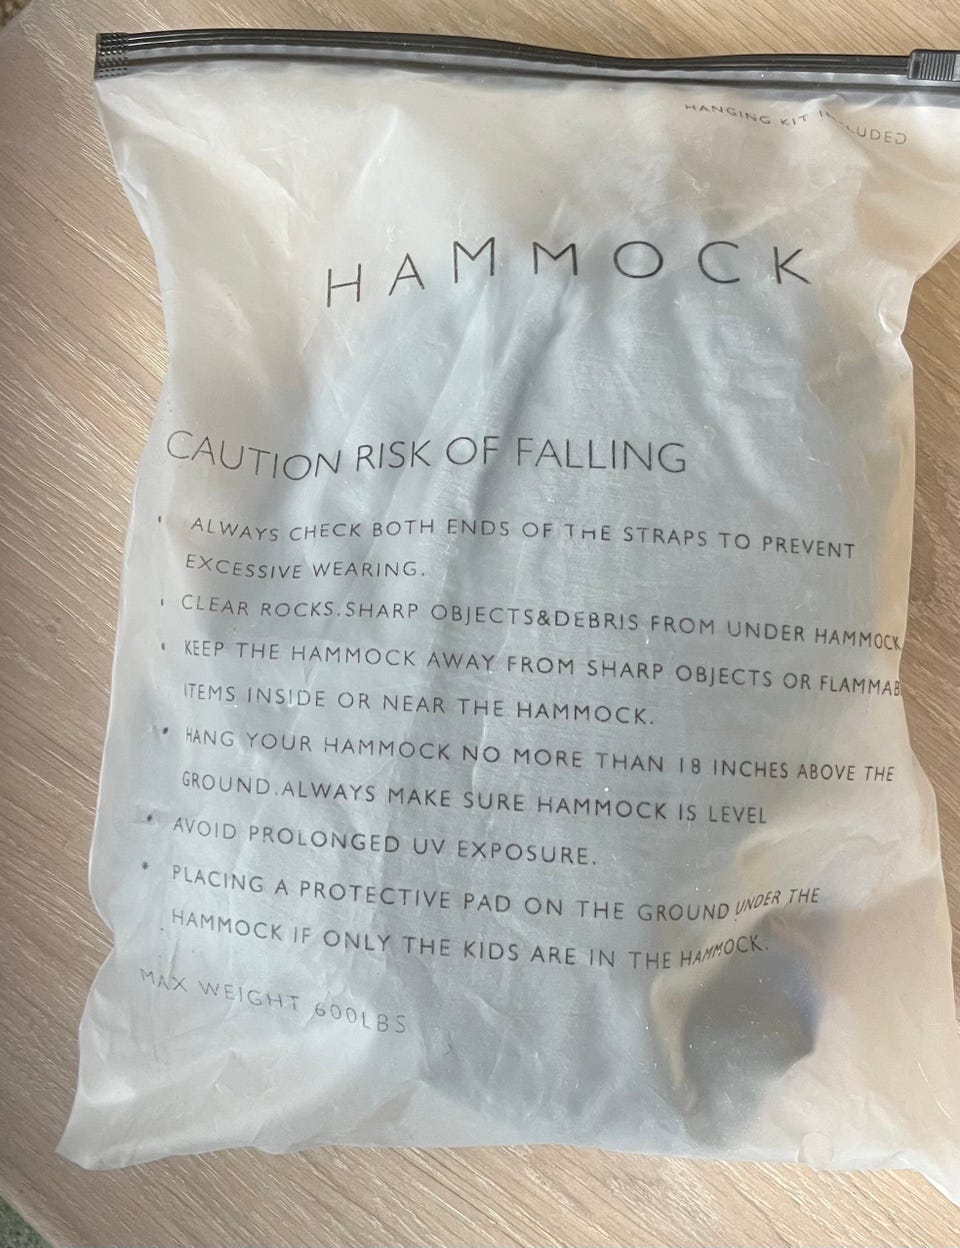 HANGING KIT INCLUDED
HAMMOCK
CAUTION RISK OF FALLING
• ALWAYS CHECK BOTH ENDS OF THE STRAPS TO PREVENT
EXCESSIVE WEARING.
• CLEAR ROCKS.SHARP OBJECTS&DEBRIS FROM UNDER HAMMOCK
• KEEP THE HAMMOCK AWAY FROM SHARP OBJECTS OR FLAMMAB
ITEMS INSIDE OR NEAR THE HAMMOCK.
• HANG YOUR HAMMOCK NO MORE THAN 18 INCHES ABOVE THE
GROUND.ALWAYS MAKE SURE HAMMOCK IS LEVEL
• AVOID PROLONGED UV EXPOSURE.
• PLACING A PROTECTIVE PAD ON THE GROUND UNDER THE
HAMMOCK IF ONLY THE KIDS ARE IN THE HAMMOCK.
MAX WEIGHT 600LBS